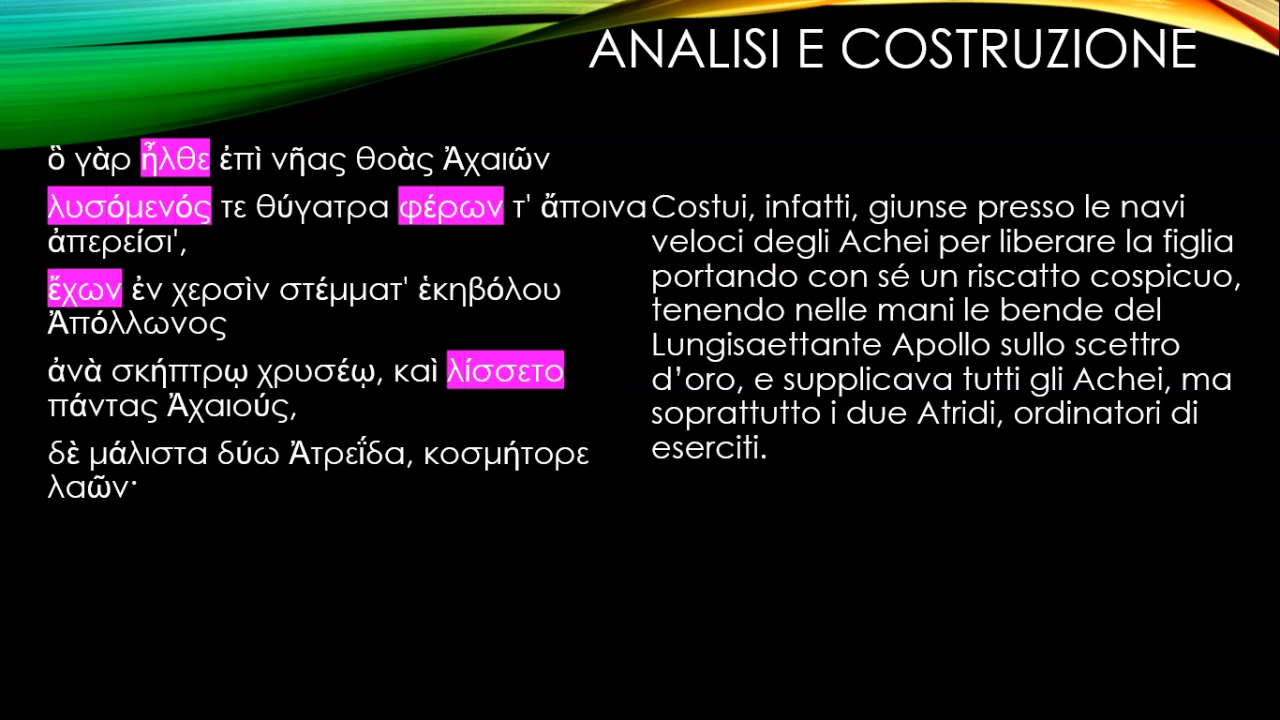 ANALISI E COSTRUZIONE
ὃ γὰρ ἦλθε ἐπὶ νῆας θοὰς Ἀχαιῶν
λυσόμενός τε θύγατρα φέρων τ' ἄποινα
ἀπερείσι',
ἔχων ἐν χερσὶν στέμματ' ἑκηβόλου
Ἀπόλλωνος
ἀνὰ σκήπτρῳ χρυσέῳ, καὶ λίσσετο
πάντας Ἀχαιούς,
δὲ μάλιστα δύω Ἀτρεΐδα, κοσμήτορε
λαῶν·
Costui, infatti, giunse presso le navi
veloci degli Achei per liberare la figlia
portando con sé un riscatto cospicuo,
tenendo nelle mani le bende del
Lungisaettante Apollo sullo scettro
d’oro, e supplicava tutti gli Achei, ma
soprattutto i due Atridi, ordinatori di
eserciti.